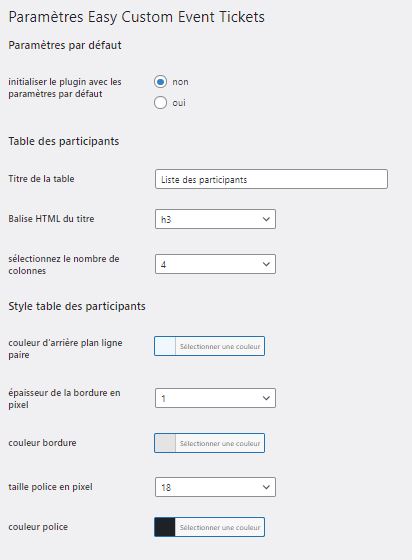 Paramètres Easy Custom Event Tickets
Paramètres par défaut
initialiser le plugin avec les
paramètres par défaut
non
oui
Table des participants
Titre de la table
Liste des participants
Balise HTML du titre
h3
sélectionnez le nombre de
colonnes
4
Style table des participants
couleur d'arrière plan ligne
paire
Sélectionner une couleur
épaisseur de la bordure en
pixel
1
couleur bordure
Sélectionner une couleur
taille police en pixel
18
couleur police
Sélectionner une couleur